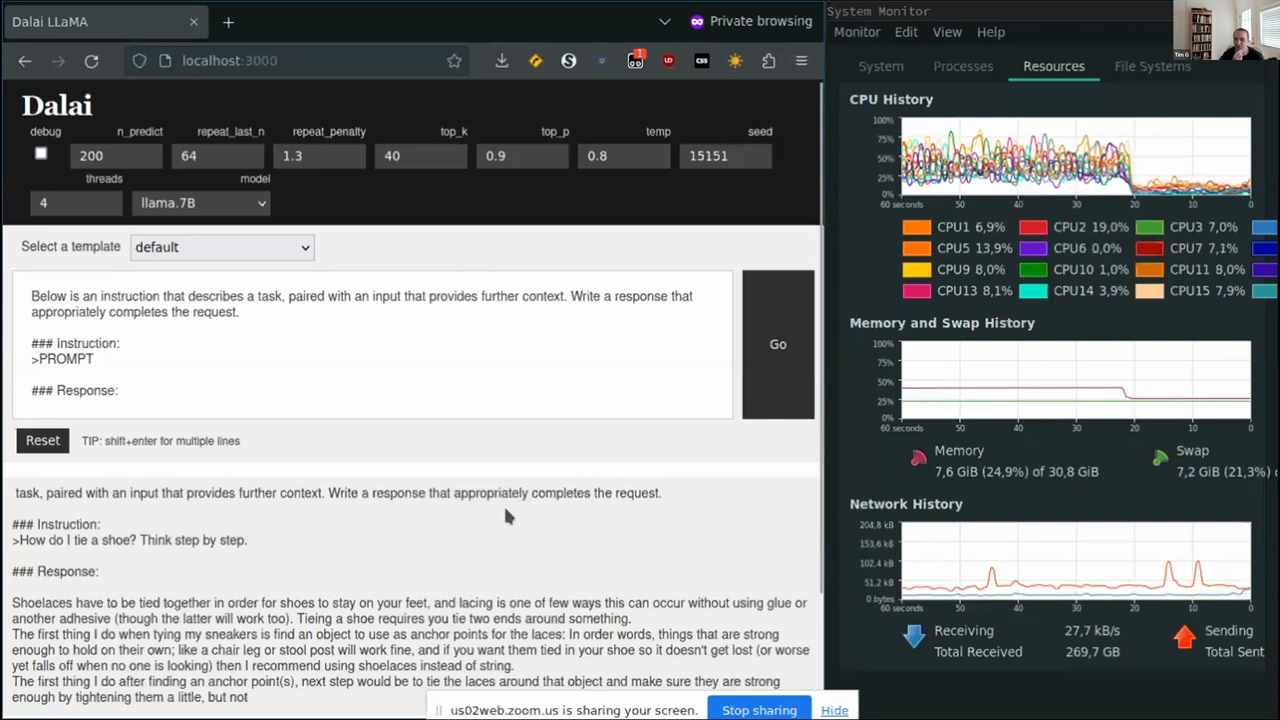 Dalai LLaMA
Private browsing
System Monitor
Tim G
localhost:3000
1
UD
CSS
Monitor Edit View Help
System Processes Resources File Systems
Dalai
debug n_predict repeat_last_n repeat_penalty top_k top_p temp seed
200 64 1.3 40 0.9 0.8 15151
threads model
4 llama.7B
Select a template default
Below is an instruction that describes a task, paired with an input that provides further context. Write a response that
appropriately completes the request.
### Instruction:
>PROMPT
### Response:
Go
Reset TIP: shift+enter for multiple lines
task, paired with an input that provides further context. Write a response that appropriately completes the request.
### Instruction:
>How do I tie a shoe? Think step by step.
### Response:
Shoelaces have to be tied together in order for shoes to stay on your feet, and lacing is one of few ways this can occur without using glue or
another adhesive (though the latter will work too). Tieing a shoe requires you tie two ends around something.
The first thing I do when tying my sneakers is find an object to use as anchor points for the laces: In order words, things that are strong
enough to hold on their own; like a chair leg or stool post will work fine, and if you want them tied in your shoe so it doesn't get lost (or worse
yet falls off when no one is looking) then I recommend using shoelaces instead of string.
The first thing I do after finding an anchor point(s), next step would be to tie the laces around that object and make sure they are strong
enough by tightening them a little, but not
CPU History
100%
75%
50%
25%
0%
60 seconds 50 40 30 20 10 0
CPU1 6,9% CPU2 19,0% CPU3 7,0%
CPU5 13,9% CPU6 0,0% CPU7 7,1%
CPU9 8,0% CPU10 1,0% CPU11 8,0%
CPU13 8,1% CPU14 3,9% CPU15 7,9%
Memory and Swap History
100%
75%
50%
25%
0%
60 seconds 50 40 30 20 10 0
Memory Swap
7,6 GiB (24,9%) of 30,8 GiB 7,2 GiB (21,3%)
Network History
204,8 kB
153,6 kB
102,4 kB
51,2 kB
0 bytes
60 seconds 50 40 30 20 10 0
Receiving 27,7 kB/s Sending
Total Received 269,7 GB Total Sent
us02web.zoom.us is sharing your screen. Stop sharing Hide